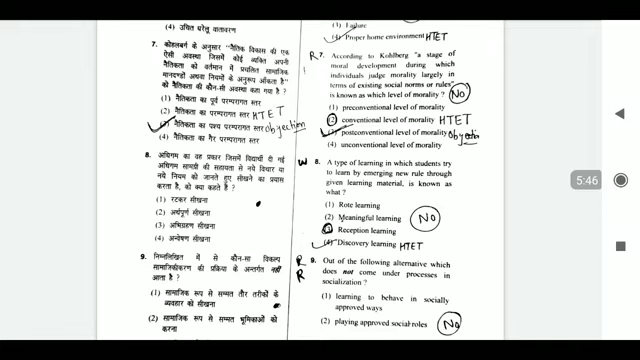 (4) उचित घरेलू वातावरण
7. कोहलबर्ग के अनुसार "नैतिक विकास की एक
ऐसी अवस्था जिसमें कोई व्यक्ति अपनी
नैतिकता को वर्तमान में प्रचलित सामाजिक
मानदण्डों अथवा नियमों के अनुरूप आँकता है"
को नैतिकता की कौन-सी अवस्था कहा गया है ?
(1) नैतिकता का पूर्व परम्परागत स्तर
(2) नैतिकता का परम्परागत स्तर HTET
(3) नैतिकता का पश्च परम्परागत स्तर Objection
(4) नैतिकता का गैर परम्परागत स्तर
8. अधिगम का वह प्रकार जिसमें विद्यार्थी दी गई
अधिगम सामग्री की सहायता से नये विचार या
नये नियम को जानते हुए सीखने का प्रयास
करता है, को क्या कहते है ?
(1) रटकर सीखना
(2) अर्थपूर्ण सीखना
(3) अभिग्रहण सीखना
(4) अन्वेषण सीखना
9. निम्नलिखित में से कौन-सा विकल्प
सामाजिकीकरण की प्रक्रिया के अन्तर्गत नहीं
आता है ?
(1) सामाजिक रूप से सम्मत तौर तरीकों के
व्यवहार को सीखना
(2) सामाजिक रूप से सम्मत भूमिकाओं को
करना
(3) Failure
(4) Proper home environment HTET
R 7. According to Kohlberg "a stage of
moral development during which
individuals judge morality largely in
terms of existing social norms or rules"
is known as which level of morality ? No
(1) preconventional level of morality
(2) conventional level of morality HTET
(3) postconventional level of morality Objection
(4) unconventional level of morality
W 8. A type of learning in which students try
to learn by emerging new rule through
given learning material, is known as
what ?
(1) Rote learning
(2) Meaningful learning No
(3) Reception learning
(4) Discovery learning HTET
R 9. Out of the following alternative which
R does not come under processes in
socialization ?
(1) learning to behave in socially
approved ways
(2) playing approved social roles No
5:46